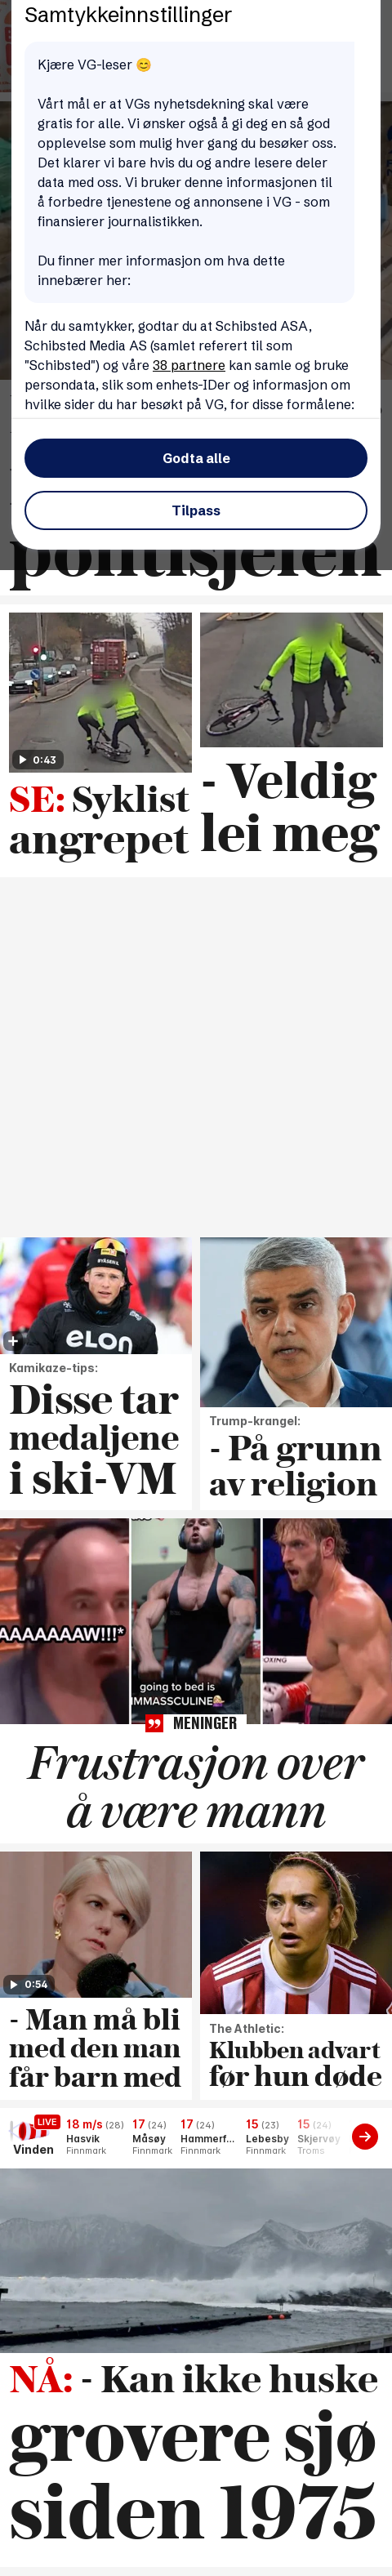 Samtykkeinnstillinger
Kjære VG-leser 😊
Vårt mål er at VGs nyhetsdekning skal være
gratis for alle. Vi ønsker også å gi deg en så god
opplevelse som mulig hver gang du besøker oss.
Det klarer vi bare hvis du og andre lesere deler
data med oss. Vi bruker denne informasjonen til
å forbedre tjenestene og annonsene i VG - som
finansierer journalistikken.
Du finner mer informasjon om hva dette
innebærer her:
Når du samtykker, godtar du at Schibsted ASA,
Schibsted Media AS (samlet referert til som
"Schibsted") og våre 38 partnere kan samle og bruke
persondata, slik som enhets-IDer og informasjon om
hvilke sider du har besøkt på VG, for disse formålene:
Godta alle
Tilpass
politisjefen
0:43
SE: Syklist
angrepet
- Veldig
lei meg
elon
Kamikaze-tips:
Disse tar
medaljene
i ski-VM
Trump-krangel:
- På grunn
av religion
AAAAAAAW!!!*
going to bed is
IMMASCULINE
BOXING
MENINGER
Frustrasjon over
å være mann
0:54
- Man må bli
med den man
får barn med
The Athletic:
Klubben advart
før hun døde
LIVE
Vinden
18 m/s (28)
Hasvik
Finnmark
17 (24)
Måsøy
Finnmark
17 (24)
Hammerf...
Finnmark
15 (23)
Lebesby
Finnmark
15 (24)
Skjervøy
Troms
NÅ: - Kan ikke huske
grovere sjø
siden 1975